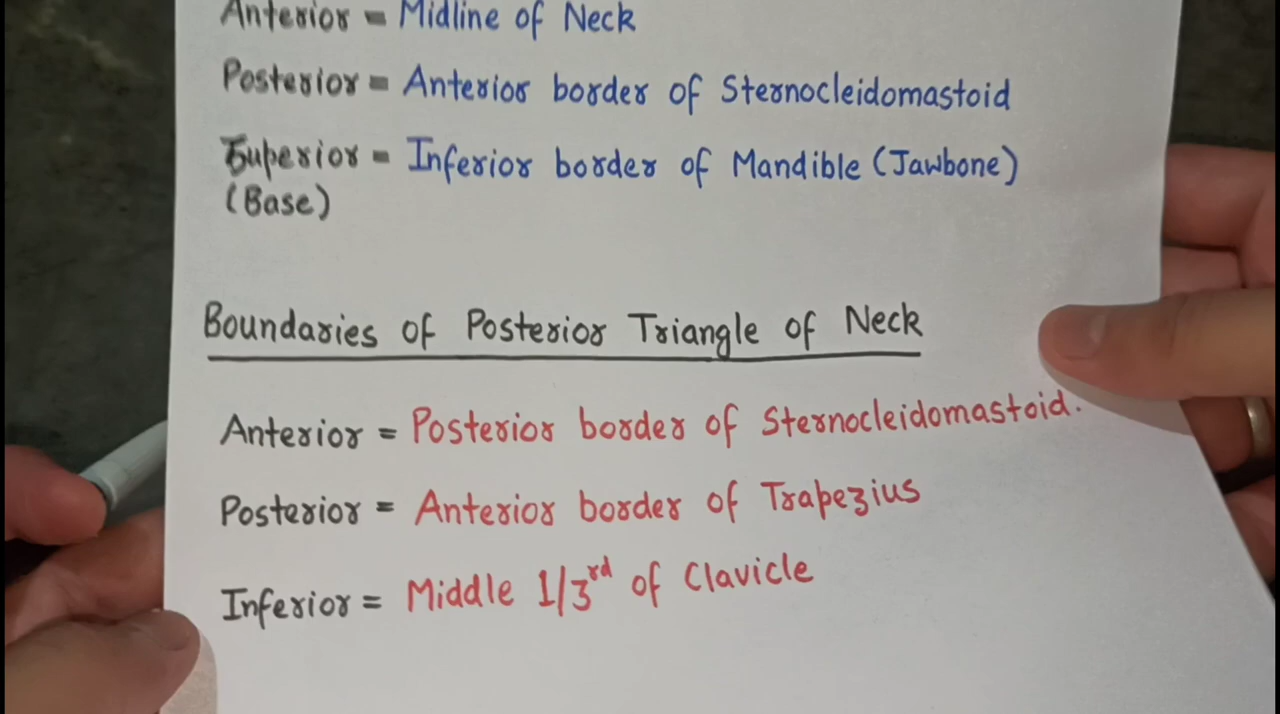 Anterior = Midline of Neck
Posterior = Anterior border of Sternocleidomastoid
Superior = Inferior border of Mandible (Jawbone)
(Base)
Boundaries of Posterior Triangle of Neck
Anterior = Posterior border of Sternocleidomastoid.
Posterior = Anterior border of Trapezius
Inferior = Middle 1/3rd of Clavicle